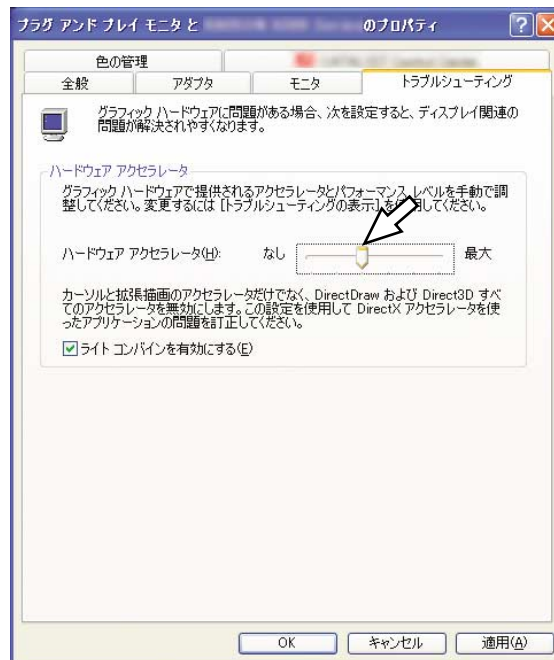 プラグ アンド プレイ モニタ と のプロパティ
色の管理
全般 アダプタ モニタ トラブルシューティング
グラフィック ハードウェアに問題がある場合、次を設定すると、ディスプレイ関連の
問題が解決されやすくなります。
ハードウェア アクセラレータ
グラフィック ハードウェアで提供されるアクセラレータとパフォーマンス レベルを手動で調
整してください。変更するには [トラブルシューティングの表示] を使用してください。
ハードウェア アクセラレータ(H): なし 最大
カーソルと拡張描画のアクセラレータだけでなく、DirectDraw および Direct3D すべ
てのアクセラレータを無効にします。この設定を使用して DirectX アクセラレータを使
ったアプリケーションの問題を訂正してください。
ライト コンバインを有効にする(E)
OK キャンセル 適用(A)